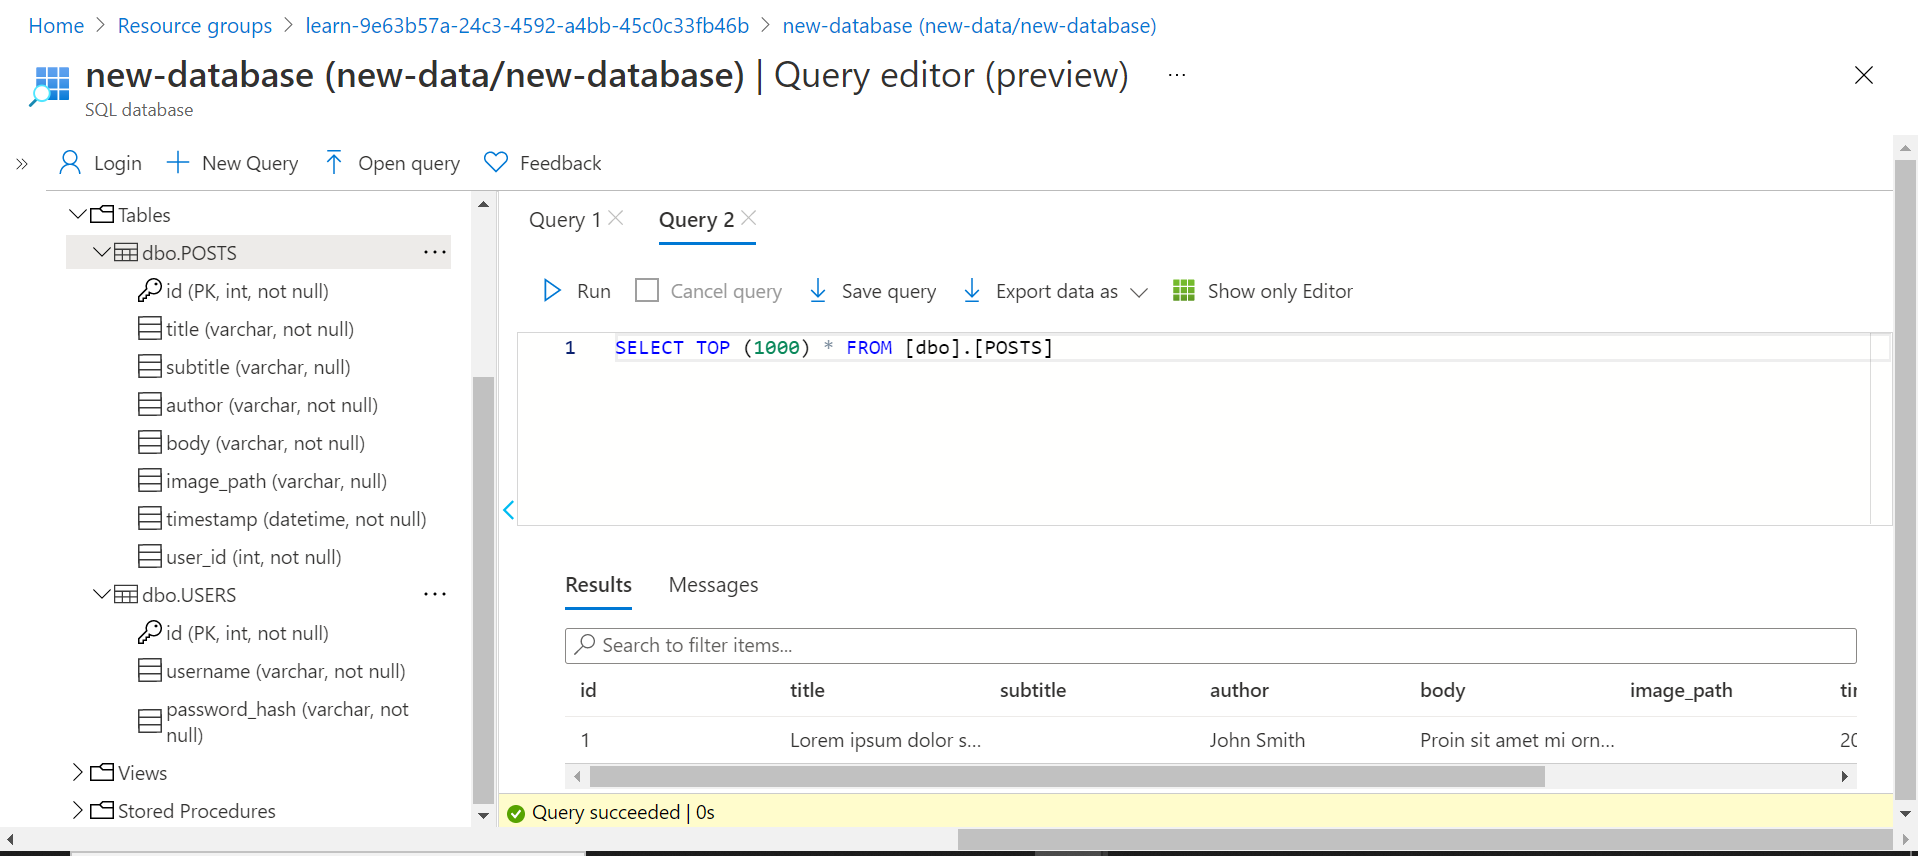 Home > Resource groups > learn-9e63b57a-24c3-4592-a4bb-45c0c33fb46b > new-database (new-data/new-database)
new-database (new-data/new-database) | Query editor (preview) ...
SQL database
» Login New Query Open query Feedback
Tables
dbo.POSTS ...
id (PK, int, not null)
title (varchar, not null)
subtitle (varchar, null)
author (varchar, not null)
body (varchar, not null)
image_path (varchar, null)
timestamp (datetime, not null)
user_id (int, not null)
dbo.USERS ...
id (PK, int, not null)
username (varchar, not null)
password_hash (varchar, not
null)
Views
Stored Procedures
Query 1 Query 2
Run Cancel query Save query Export data as Show only Editor
1 SELECT TOP (1000) * FROM [dbo].[POSTS]
Results Messages
Search to filter items...
id title subtitle author body image_path
1 Lorem ipsum dolor s... John Smith Proin sit amet mi orn... 20
Query succeeded | 0s